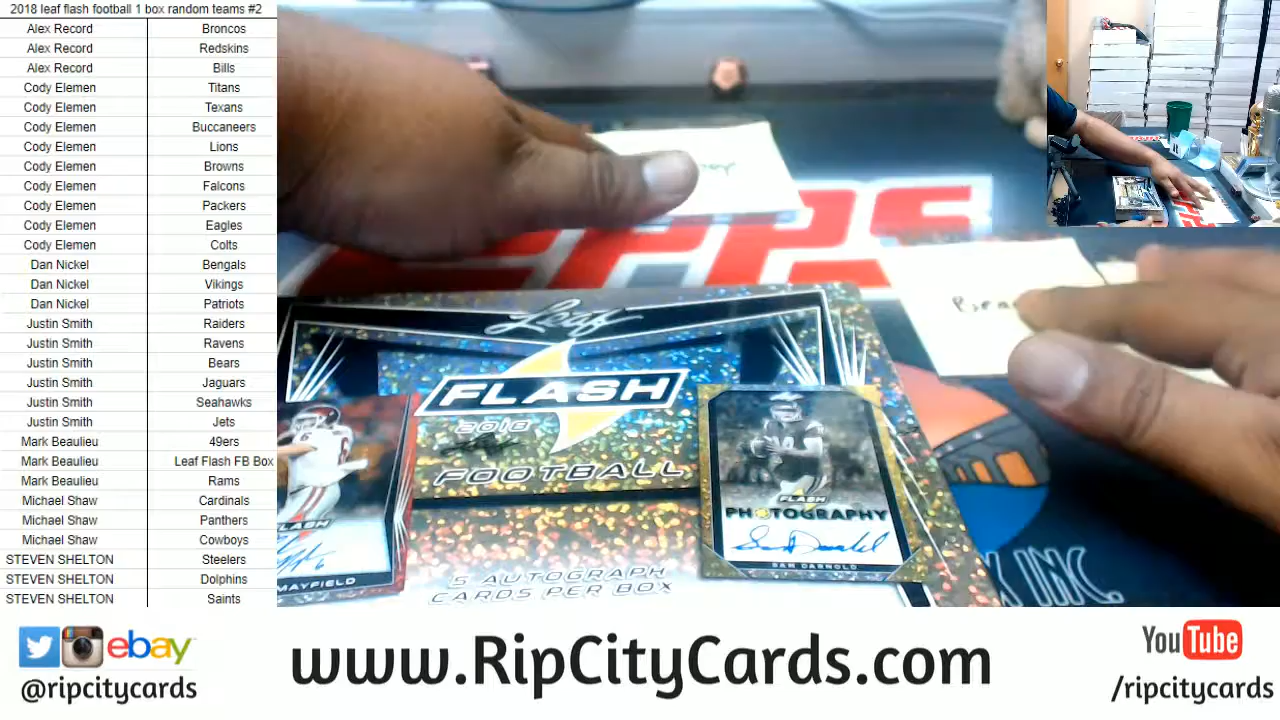 2018 leaf flash football 1 box random teams #2
Alex Record Broncos
Alex Record Redskins
Alex Record Bills
Cody Elemen Titans
Cody Elemen Texans
Cody Elemen Buccaneers
Cody Elemen Lions
Cody Elemen Browns
Cody Elemen Falcons
Cody Elemen Packers
Cody Elemen Eagles
Cody Elemen Colts
Dan Nickel Bengals
Dan Nickel Vikings
Dan Nickel Patriots
Justin Smith Raiders
Justin Smith Ravens
Justin Smith Bears
Justin Smith Jaguars
Justin Smith Seahawks
Justin Smith Jets
Mark Beaulieu 49ers
Mark Beaulieu Leaf Flash FB Box
Mark Beaulieu Rams
Michael Shaw Cardinals
Michael Shaw Panthers
Michael Shaw Cowboys
STEVEN SHELTON Steelers
STEVEN SHELTON Dolphins
STEVEN SHELTON Saints
Leaf
FLASH
2018
Leaf
FOOTBALL
5 AUTOGRAPH
CARDS PER BOX
MAYFIELD
FLASH
PHOTOGRAPHY
Sam Darnold
SAM DARNOLD
INC
ebay
@ripcitycards
www.RipCityCards.com
YouTube
/ripcitycards